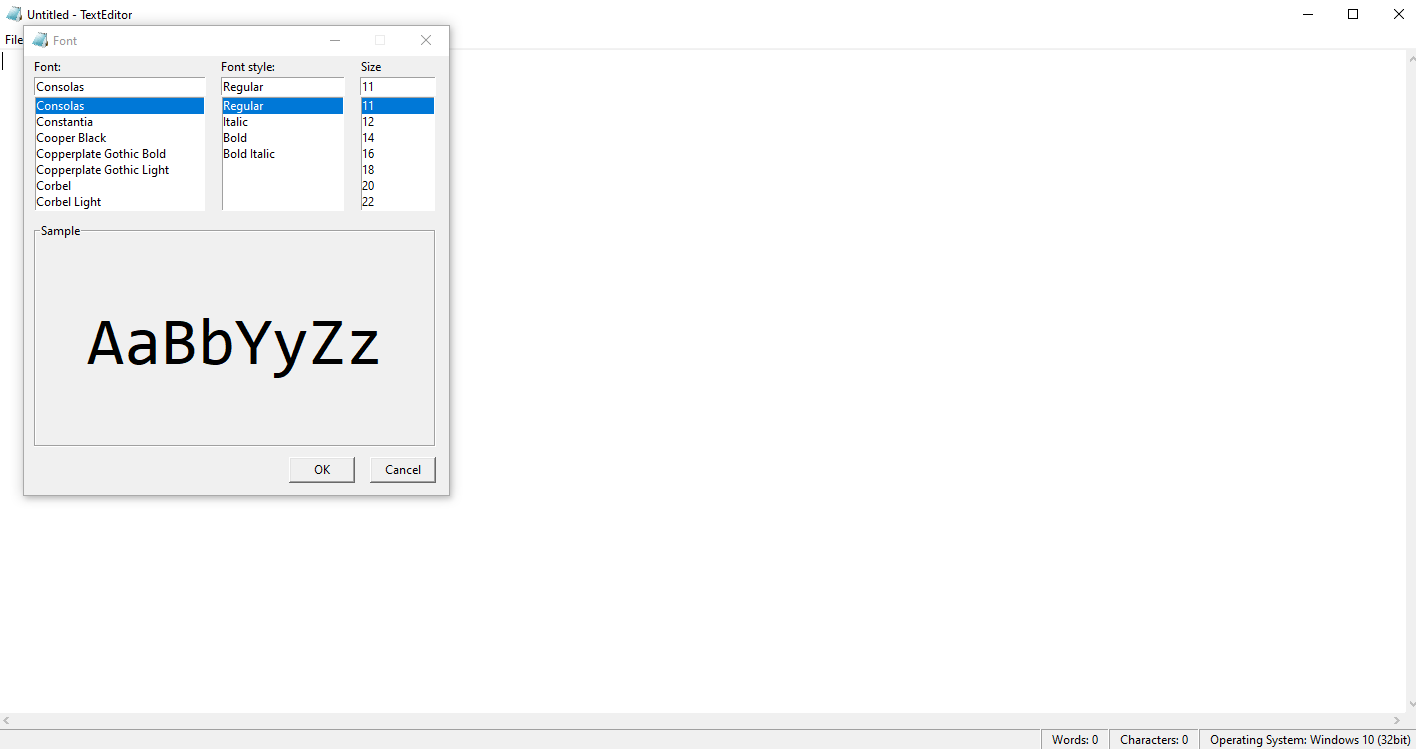 Untitled - TextEditor
File
Font
Font: Font style: Size
Consolas Regular 11
Consolas Regular 11
Constantia Italic 12
Cooper Black Bold 14
Copperplate Gothic Bold Bold Italic 16
Copperplate Gothic Light 18
Corbel 20
Corbel Light 22
Sample
AaBbYyZz
OK Cancel
Words: 0 Characters: 0 Operating System: Windows 10 (32bit)